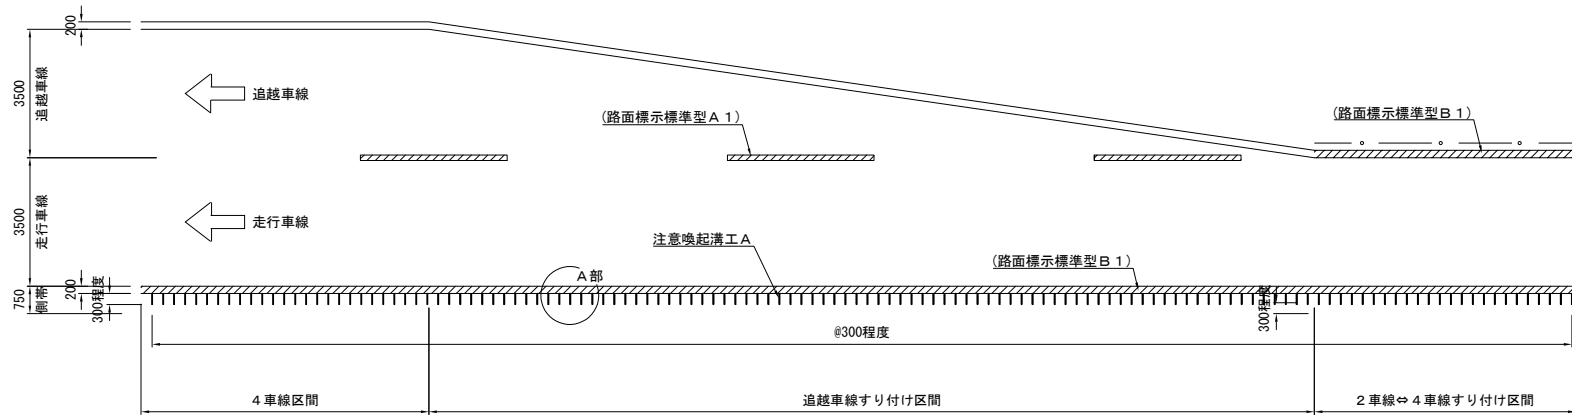 200
3500
追越車線
追越車線
(路面標示標準型A1)
(路面標示標準型B1)
3500
走行車線
走行車線
注意喚起溝工A
(路面標示標準型B1)
A部
750
側帯
200
300程度
300程度
@300程度
4車線区間
追越車線すり付け区間
2車線⇔4車線すり付け区間